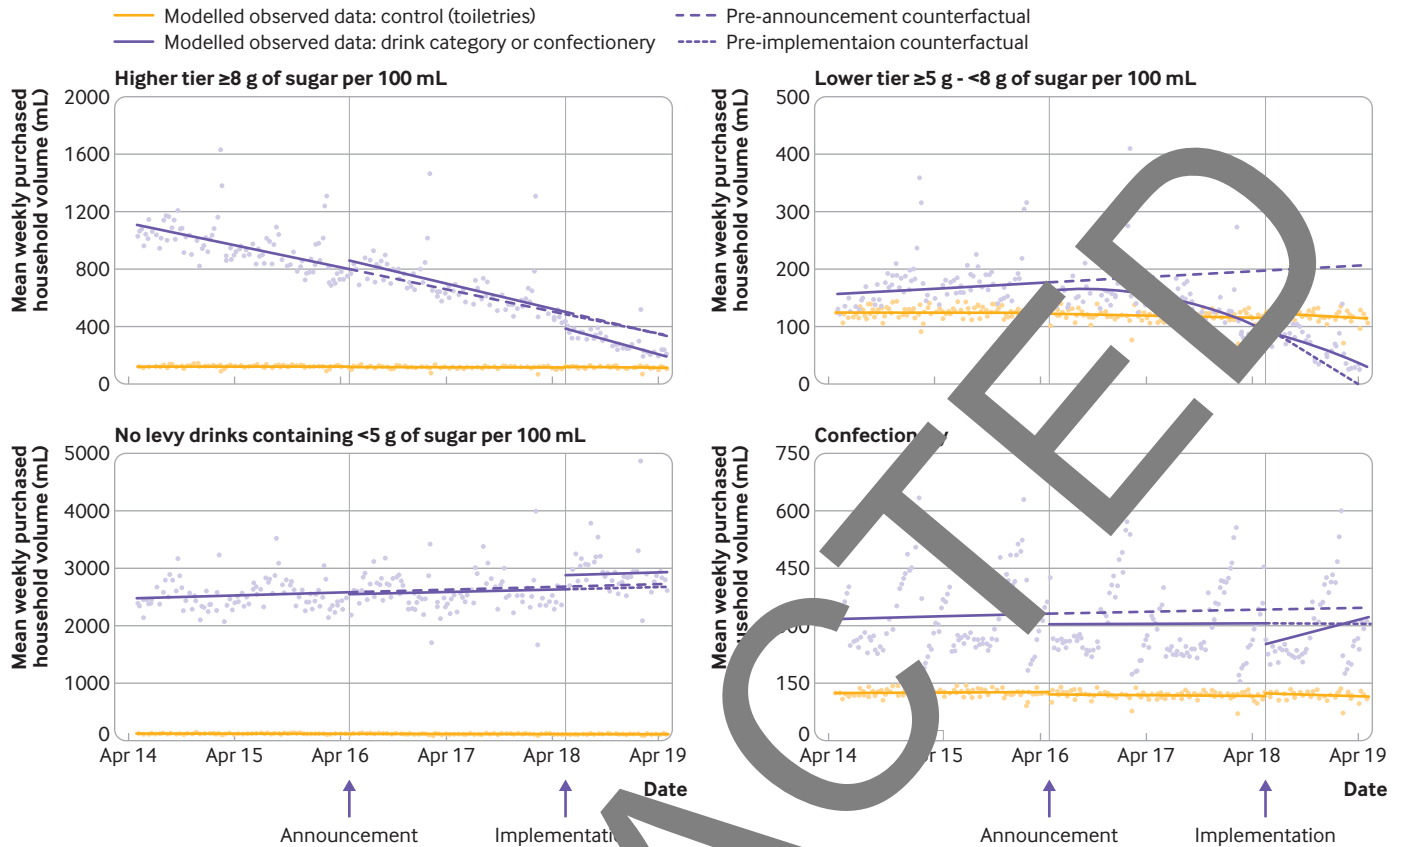 Modelled observed data: control (toiletries)
Pre-announcement counterfactual
Modelled observed data: drink category or confectionery
Pre-implementaion counterfactual
Higher tier ≥8 g of sugar per 100 mL
Mean weekly purchased
household volume (mL)
2000
1600
1200
800
400
0
Lower tier ≥5 g - <8 g of sugar per 100 mL
Mean weekly purchased
household volume (mL)
500
400
300
200
100
0
No levy drinks containing <5 g of sugar per 100 mL
Mean weekly purchased
household volume (mL)
5000
4000
3000
2000
1000
0
Apr 14 Apr 15 Apr 16 Apr 17 Apr 18 Apr 19
Date
Announcement
Mean weekly purchased
household volume (mL)
750
600
450
150
0
Apr 14 15 Apr 16 Apr 17 Apr 18 Apr 19
Date
Announcement Implementation
CTED